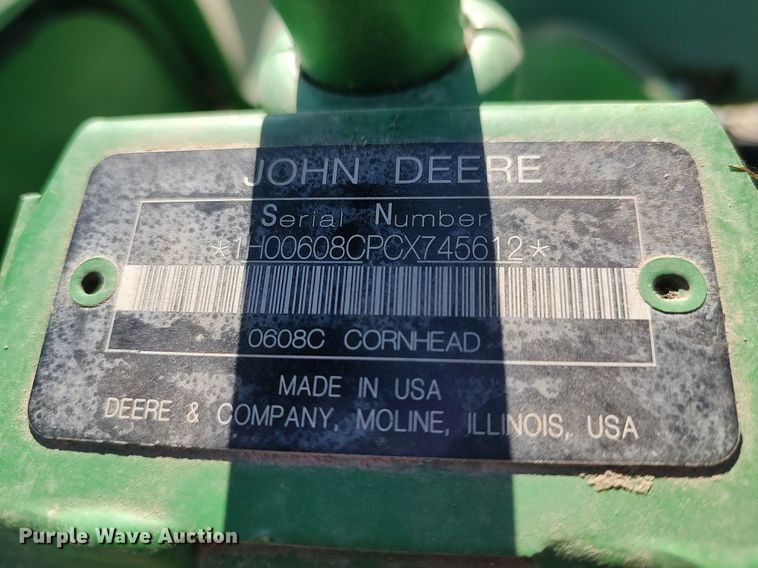 JOHN DEERE
Serial Number
*1H00608CPCX745612*
0608C CORNHEAD
MADE IN USA
DEERE & COMPANY, MOLINE, ILLINOIS, USA
Purple Wave Auction